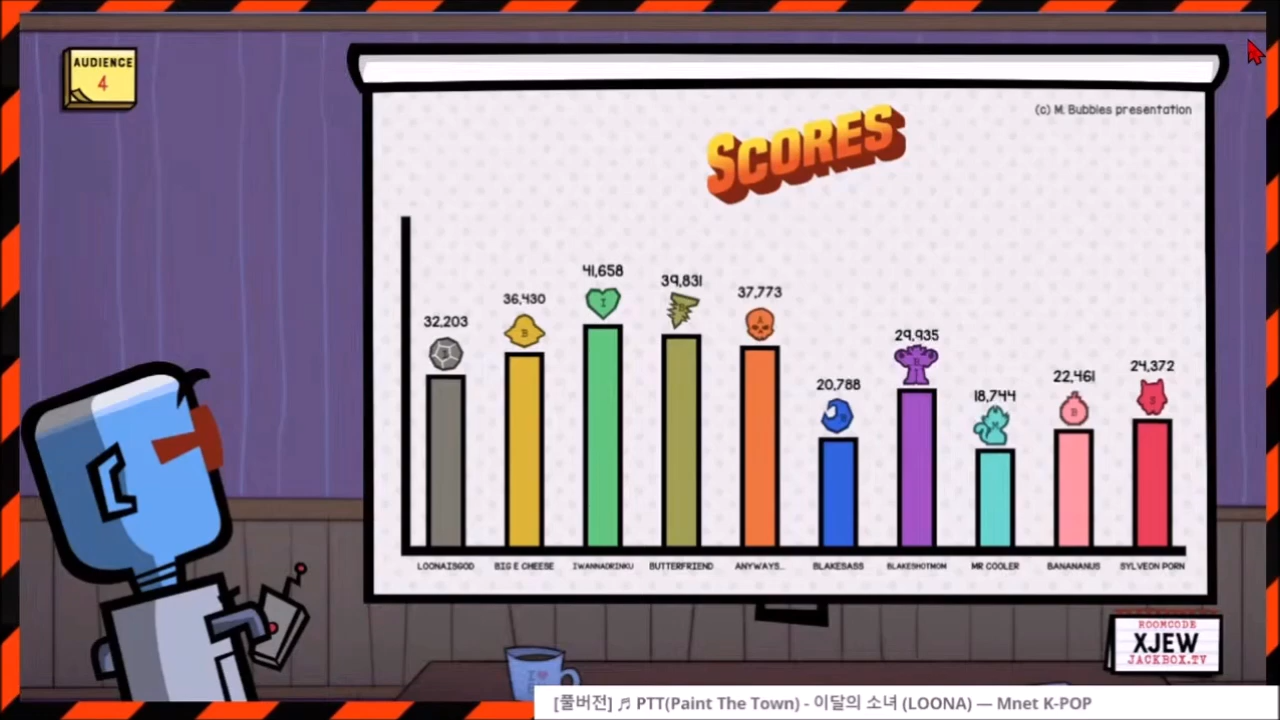 AUDIENCE
4
(c) M. Bubbles presentation
SCORES
32,203
36,430
41,658
39,831
37,773
20,788
29,935
18,744
22,461
24,372
B
I
A
B
S
LOONAISGOD
BIG E CHEESE
IWANNADRINKU
BUTTERFRIEND
ANYWAYS...
BLAKESASS
BLAKESHOTMOM
MR COOLER
BANANANUS
SYLVEON PORN
ROOMCODE
XJEW
JACKBOX.TV
[풀버전] ♬ PTT(Paint The Town) - 이달의 소녀 (LOONA) — Mnet K-POP